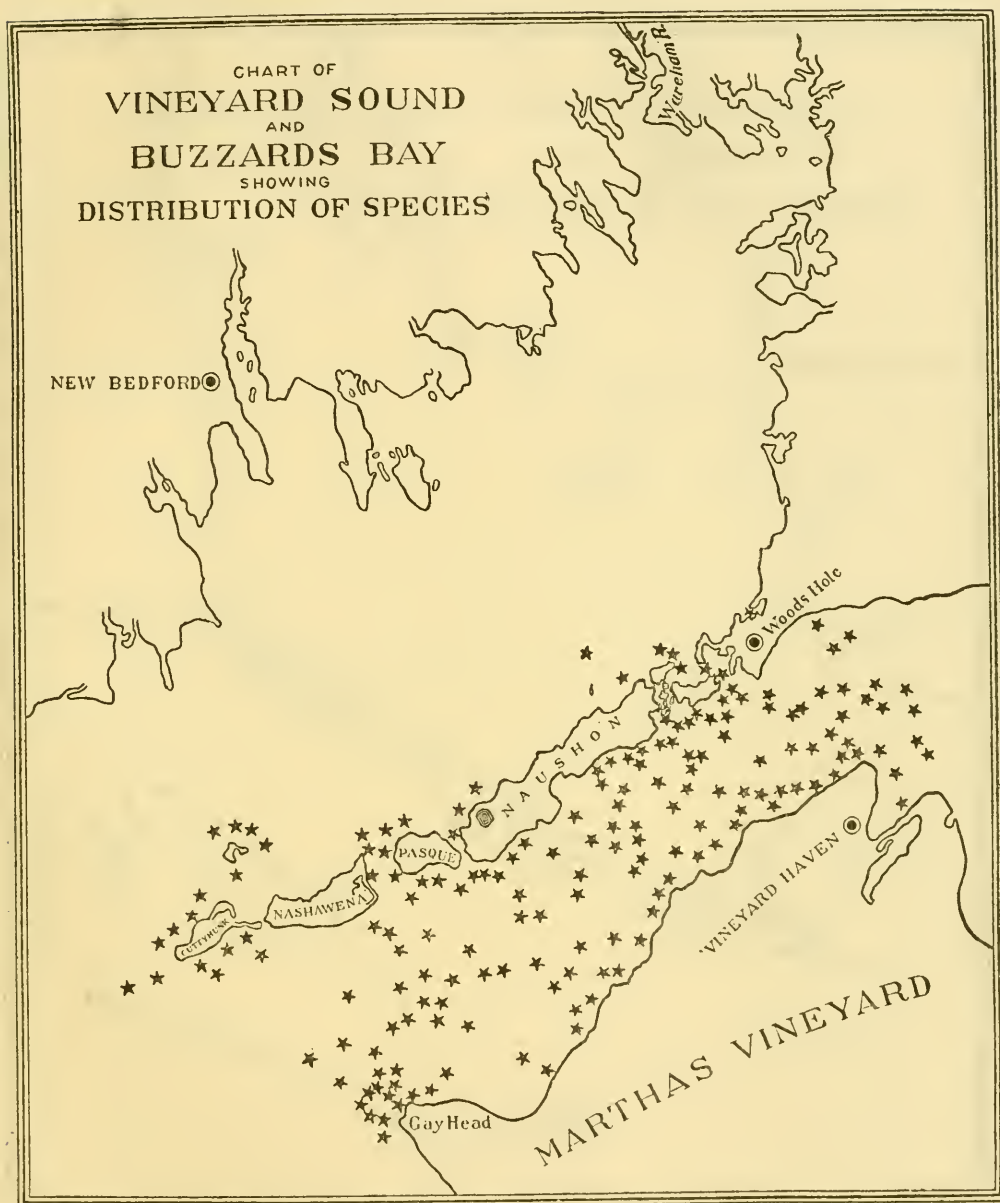 CHART OF
VINEYARD SOUND
AND
BUZZARDS BAY
SHOWING
DISTRIBUTION OF SPECIES
Wareham R.
NEW BEDFORD
Woods Hole
NAUSHON
PASQUE
NASHAWENA
CUTTYHUNK
VINEYARD HAVEN
MARTHAS VINEYARD
Gay Head